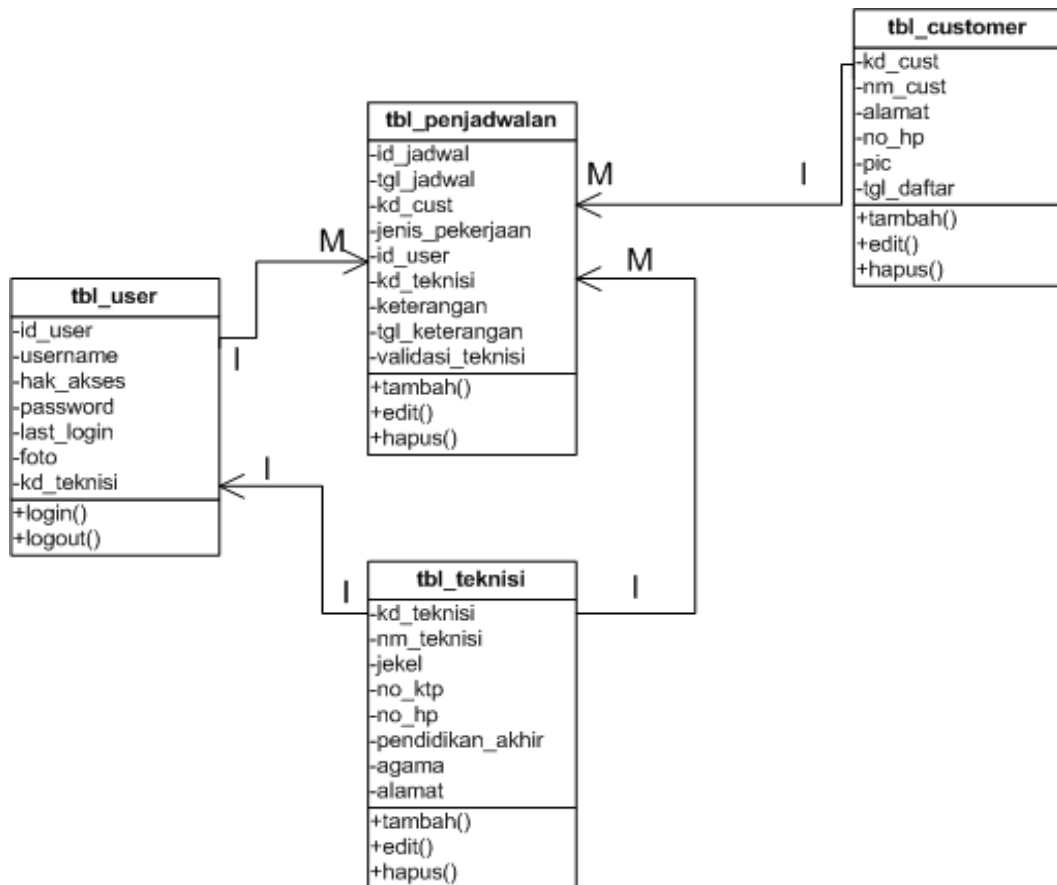 tbl_customer
-kd_cust
-nm_cust
-alamat
-no_hp
-pic
-tgl_daftar
+tambah()
+edit()
+hapus()
tbl_penjadwalan
-id_jadwal
-tgl_jadwal
-kd_cust
-jenis_pekerjaan
-id_user
-kd_teknisi
-keterangan
-tgl_keterangan
-validasi_teknisi
+tambah()
+edit()
+hapus()
M
I
M
M
I
tbl_user
-id_user
-username
-hak_akses
-password
-last_login
-foto
-kd_teknisi
+login()
+logout()
I
I
I
tbl_teknisi
-kd_teknisi
-nm_teknisi
-jekel
-no_ktp
-no_hp
-pendidikan_akhir
-agama
-alamat
+tambah()
+edit()
+hapus()